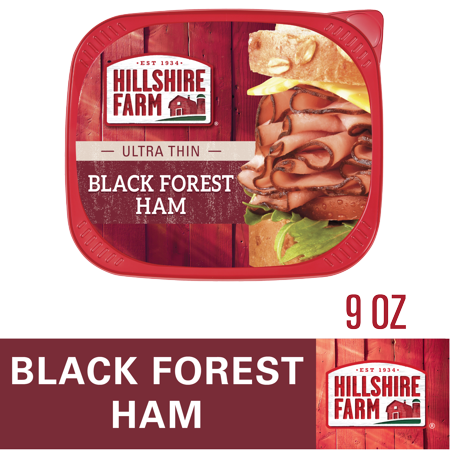 • EST 1934 •
HILLSHIRE
FARM
— ULTRA THIN —
BLACK FOREST
HAM
9 OZ
BLACK FOREST
HAM
• EST 1934 •
HILLSHIRE
FARM
®